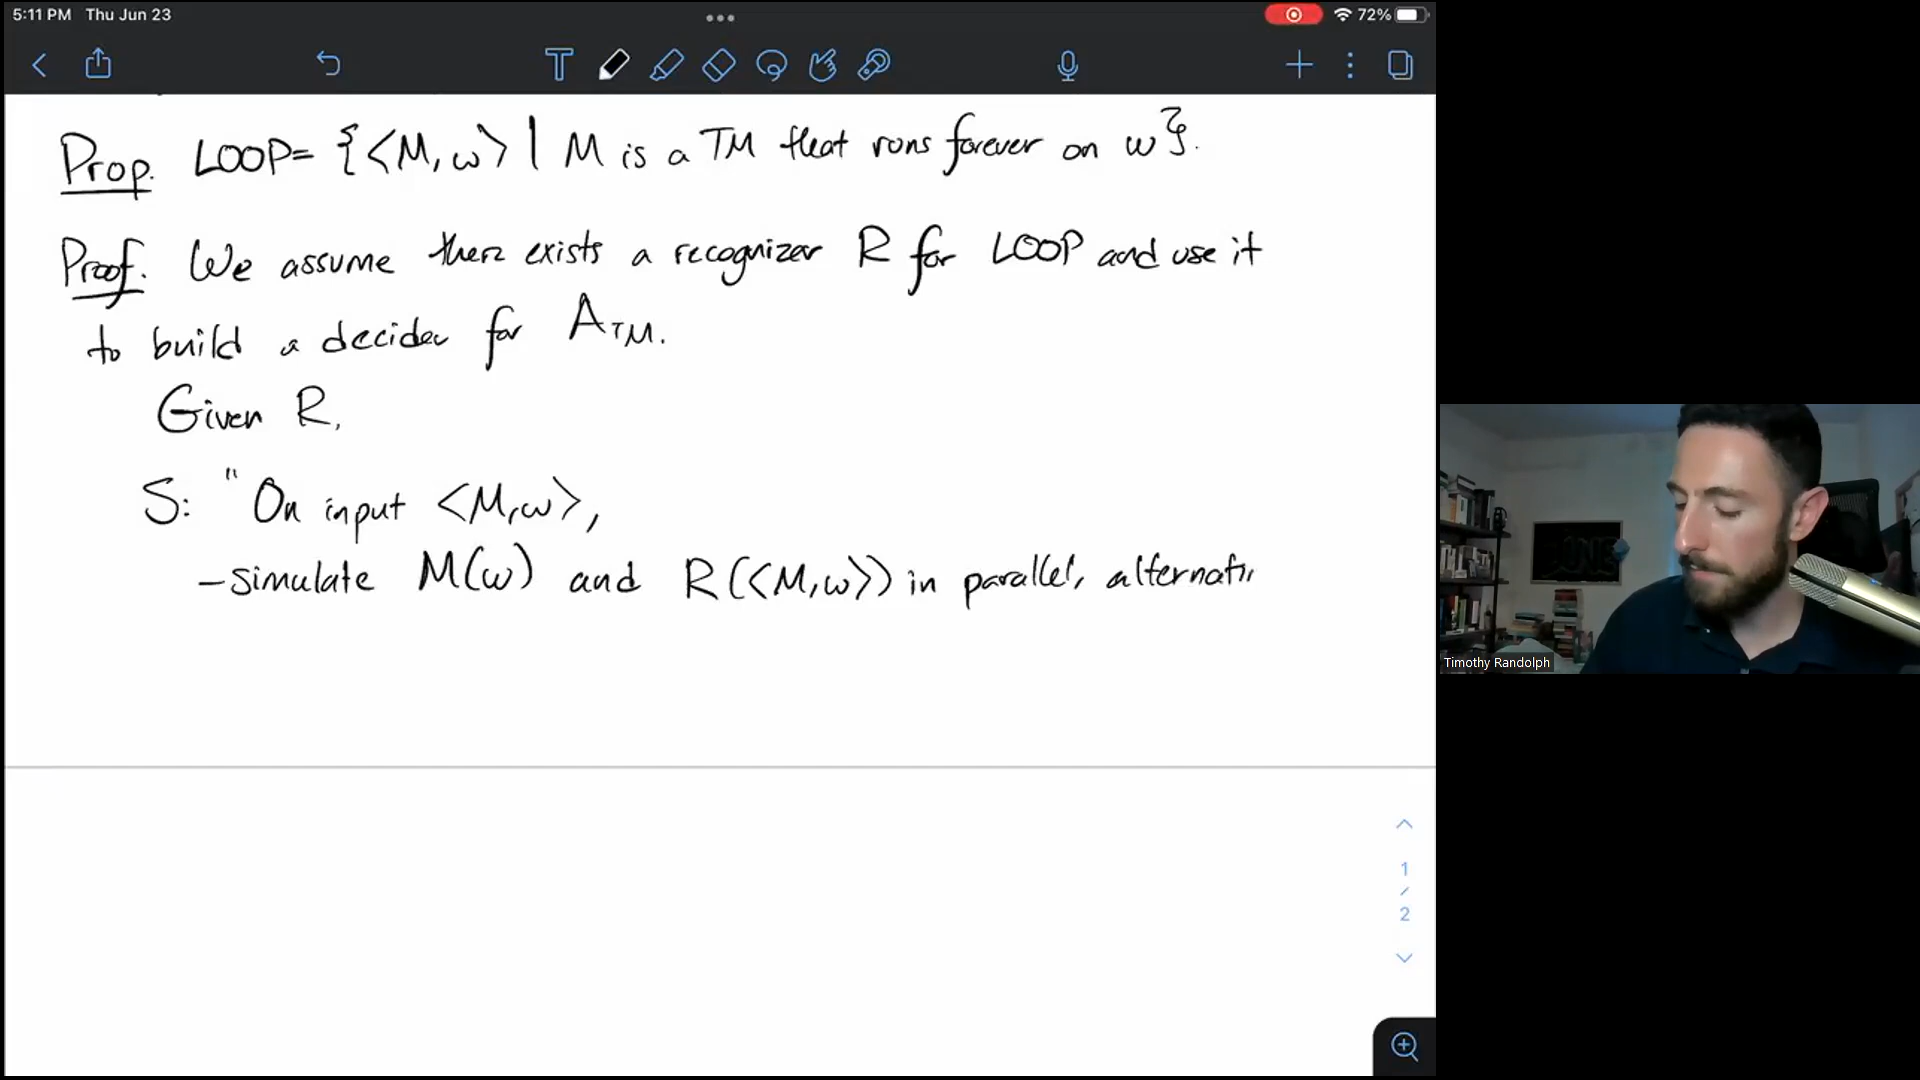 5:11 PM Thu Jun 23
72%
T
Prop. LOOP= {<M,w> | M is a TM that runs forever on w}.
Proof. We assume there exists a recognizer R for LOOP and use it
to build a decider for A_TM.
Given R,
S: "On input <M,w>,
-simulate M(w) and R(<M,w>) in parallel, alternatin
Timothy Randolph
1
/
2